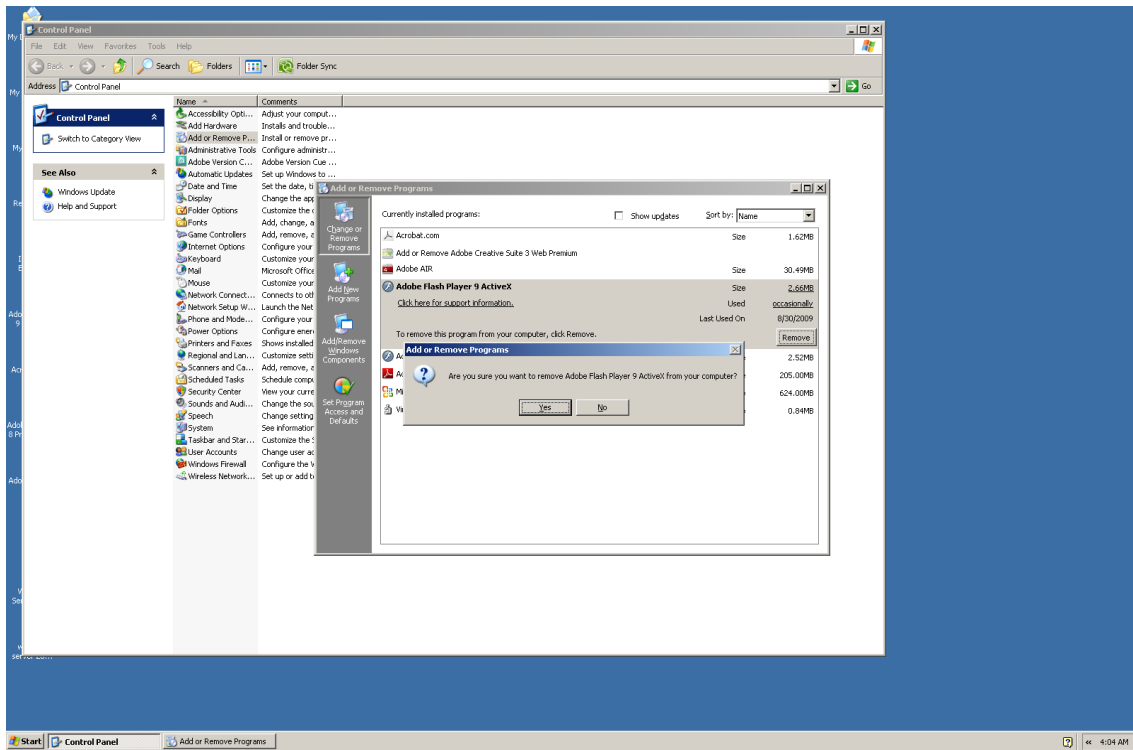 My D
Control Panel
File Edit View Favorites Tools Help
Back Search Folders Folder Sync
Address Control Panel Go
My
Name Comments
Control Panel
Switch to Category View
See Also
Windows Update
Help and Support
Accessibility Opti... Adjust your comput...
Add Hardware Installs and trouble...
Add or Remove P... Install or remove pr...
Administrative Tools Configure administr...
Adobe Version C... Adobe Version Cue ...
Automatic Updates Set up Windows to ...
Date and Time Set the date, ti
Display Change the app
Folder Options Customize the
Fonts Add, change, a
Game Controllers Add, remove, a
Internet Options Configure your
Keyboard Customize your
Mail Microsoft Office
Mouse Customize your
Network Connect... Connects to oth
Network Setup W... Launch the Net
Phone and Mode... Configure your
Power Options Configure ener
Printers and Faxes Shows installed
Regional and Lan... Customize setti
Scanners and Ca... Add, remove, a
Scheduled Tasks Schedule compu
Security Center View your curre
Sounds and Audi... Change the sou
Speech Change setting
System See information
Taskbar and Star... Customize the S
User Accounts Change user ac
Windows Firewall Configure the W
Wireless Network... Set up or add to
Add or Remove Programs
Change or Remove Programs
Add New Programs
Add/Remove Windows Components
Set Program Access and Defaults
Currently installed programs: Show updates Sort by: Name
Acrobat.com Size 1.62MB
Add or Remove Adobe Creative Suite 3 Web Premium
Adobe AIR Size 30.49MB
Adobe Flash Player 9 ActiveX Size 2.66MB
Click here for support information. Used occasionally
Last Used On 8/30/2009
To remove this program from your computer, click Remove. Remove
2.52MB
205.00MB
624.00MB
0.84MB
Add or Remove Programs
Are you sure you want to remove Adobe Flash Player 9 ActiveX from your computer?
Yes No
Start Control Panel Add or Remove Programs 4:04 AM